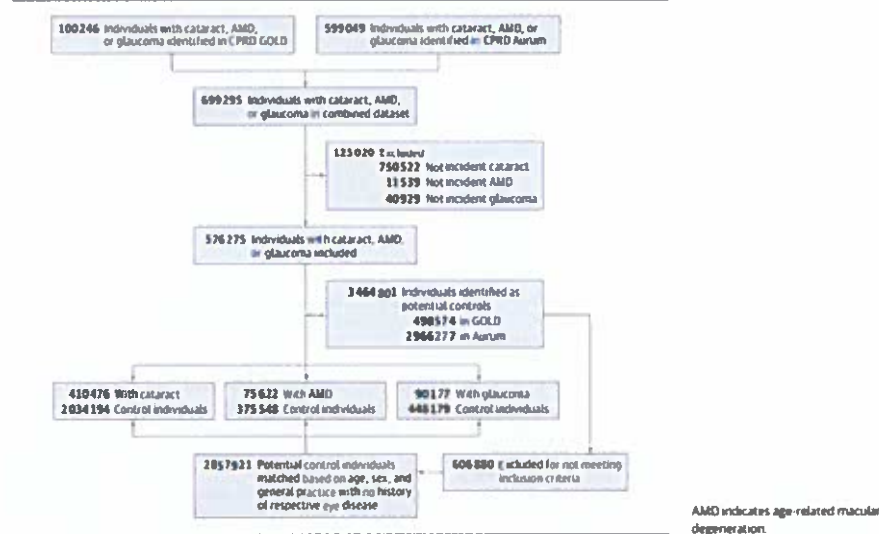 100246 Individuals with cataract, AMD,
or glaucoma identified in CPRD GOLD
599049 Individuals with cataract, AMD, or
glaucoma identified in CPRD Aurum
699295 Individuals with cataract, AMD,
or glaucoma in combined dataset
123020 Excluded
750522 Not incident cataract
11539 Not incident AMD
40929 Not incident glaucoma
576275 Individuals with cataract, AMD,
or glaucoma included
3464801 Individuals identified as
potential controls
498574 in GOLD
2966277 in Aurum
410476 With cataract
2034194 Control individuals
75622 With AMD
375548 Control individuals
90177 With glaucoma
448179 Control individuals
2857921 Potential control individuals
matched based on age, sex, and
general practice with no history
of respective eye disease
606880 Excluded for not meeting
inclusion criteria
AMD indicates age-related macular
degeneration.